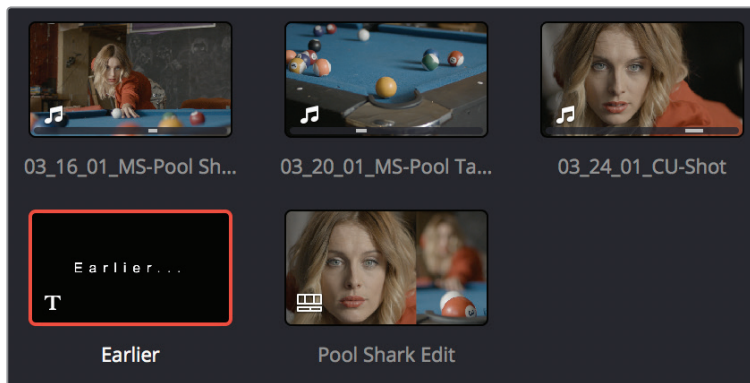 03_16_01_MS-Pool Sh...
03_20_01_MS-Pool Ta...
03_24_01_CU-Shot
Earlier...
T
Earlier
Pool Shark Edit